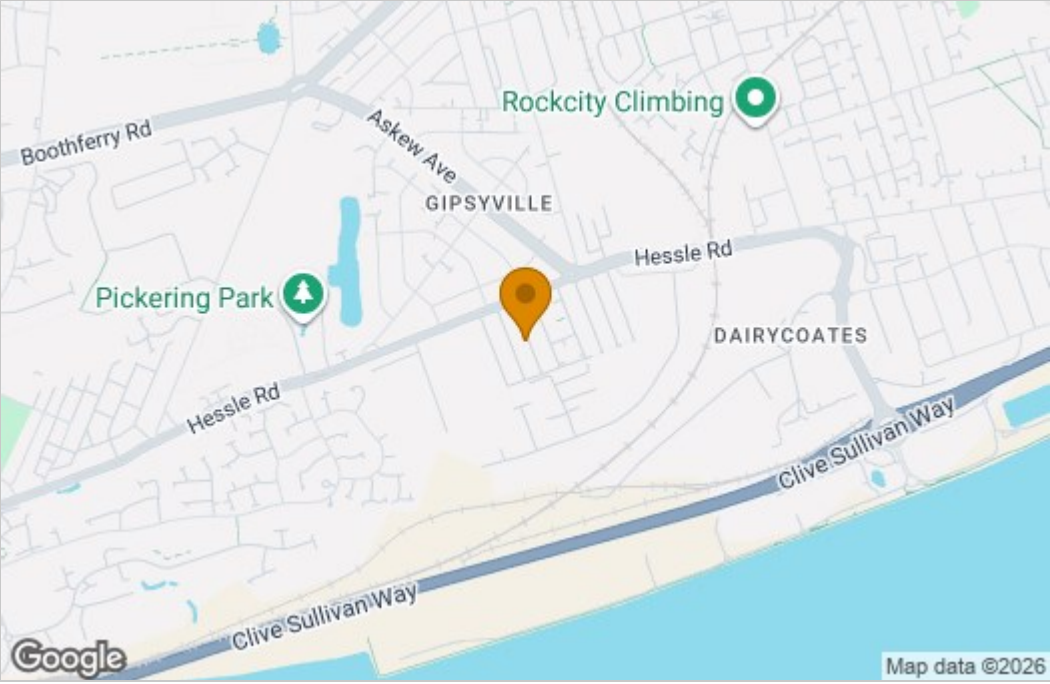 Rockcity Climbing
Boothferry Rd
Askew Ave
GIPSYVILLE
Hessle Rd
Pickering Park
DAIRYCOATES
Hessle Rd
Clive Sullivan Way
Clive Sullivan Way
Google
Map data ©2026